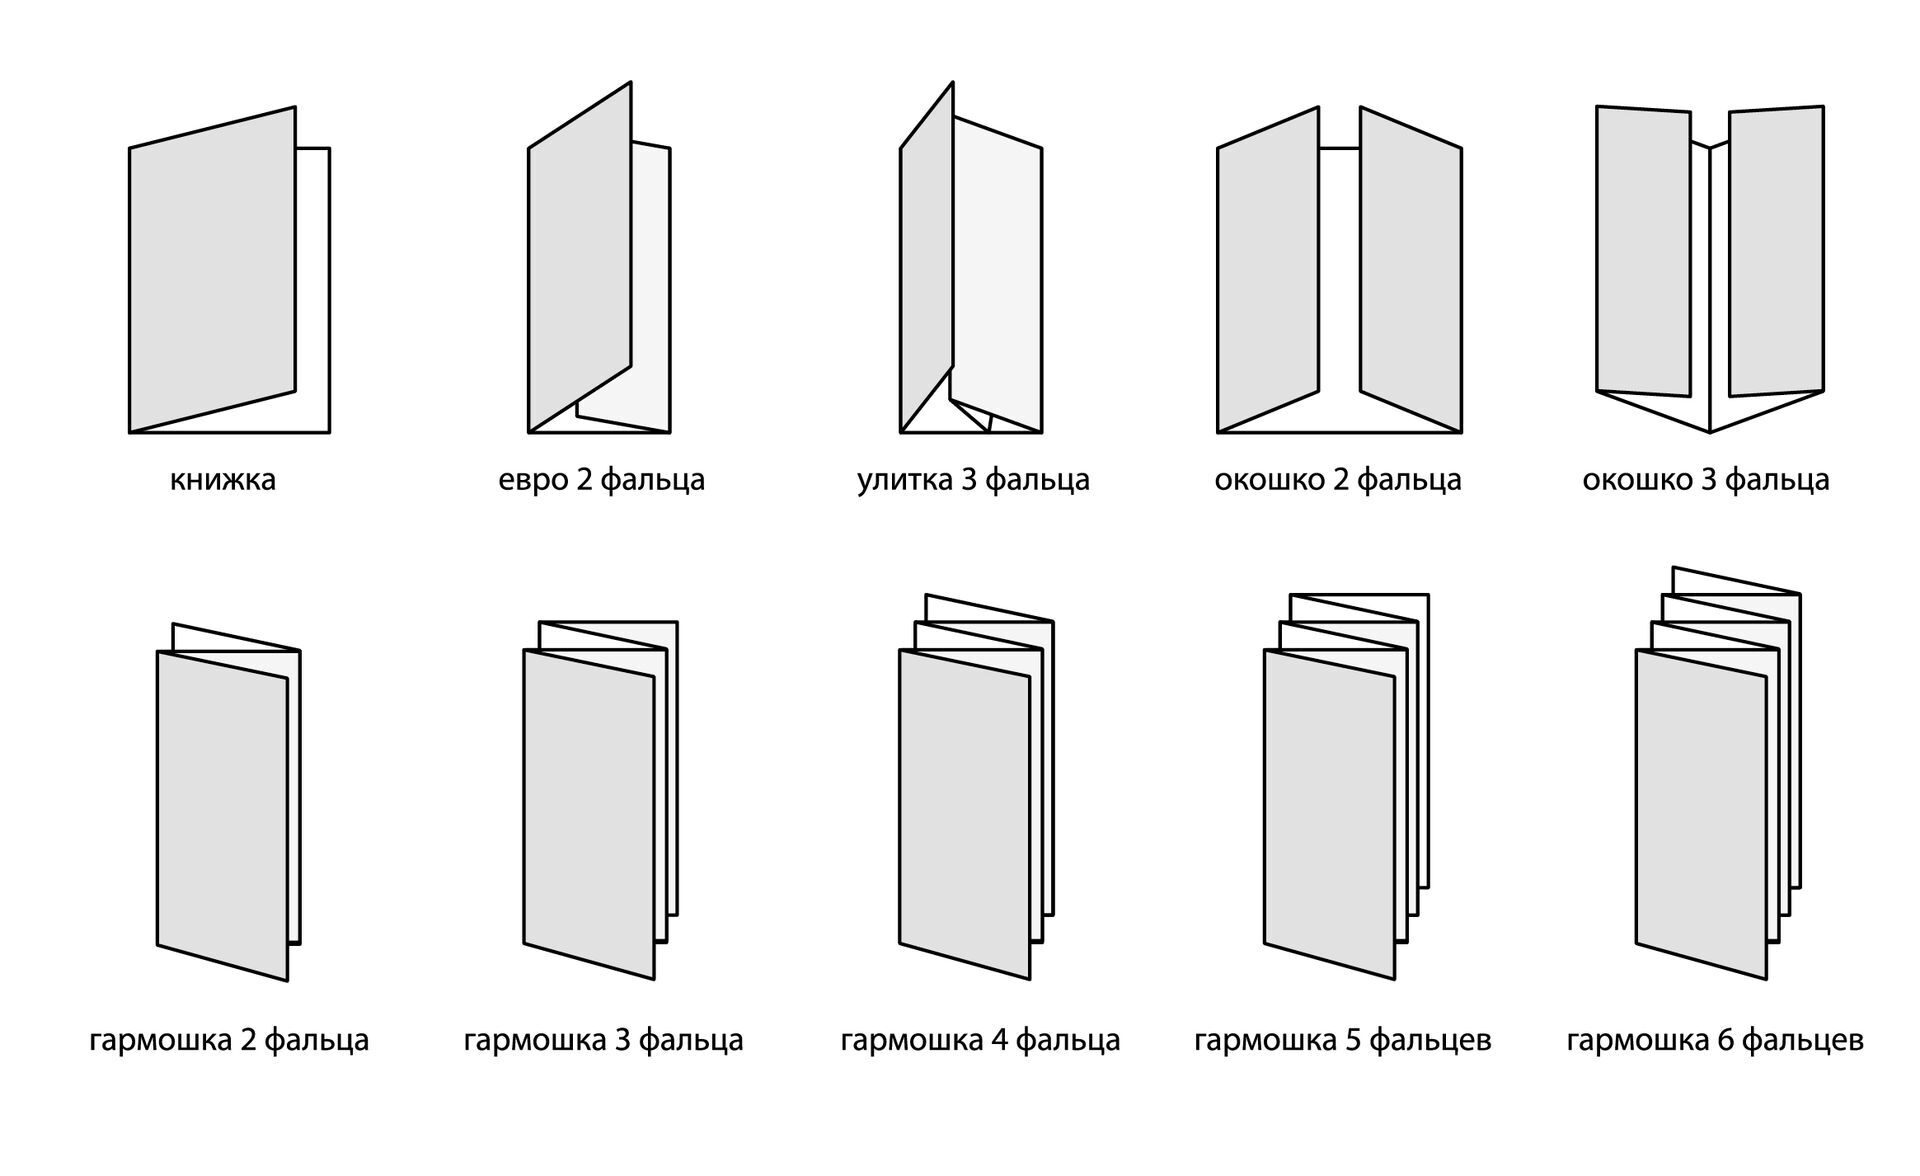 книжка
евро 2 фальца
улитка 3 фальца
окошко 2 фальца
окошко 3 фальца
гармошка 2 фальца
гармошка 3 фальца
гармошка 4 фальца
гармошка 5 фальцев
гармошка 6 фальцев